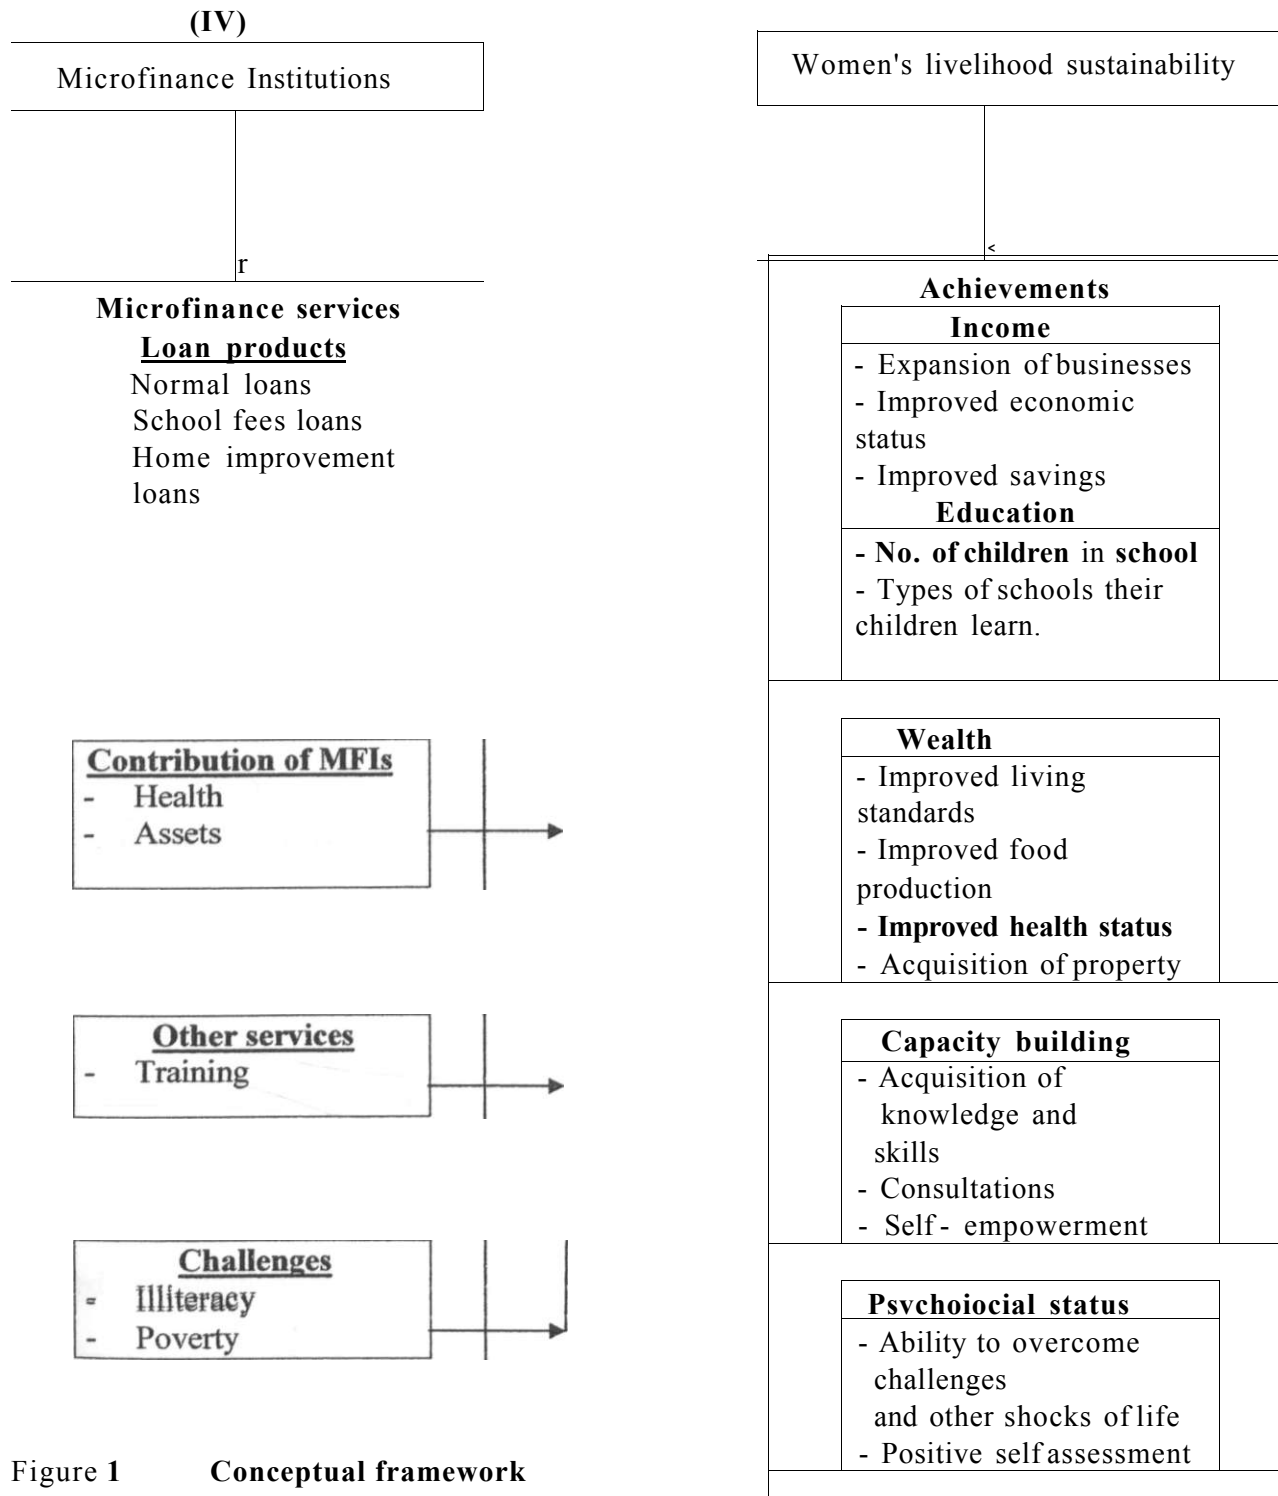 (IV)
Microfinance Institutions
r
Microfinance services
Loan products
Normal loans
School fees loans
Home improvement
loans
Contribution of MFIs
- Health
- Assets
Other services
- Training
Challenges
- Illiteracy
- Poverty
Women's livelihood sustainability
<
Achievements
Income
- Expansion of businesses
- Improved economic
status
- Improved savings
Education
- No. of children in school
- Types of schools their
children learn.
Wealth
- Improved living
standards
- Improved food
production
- Improved health status
- Acquisition of property
Capacity building
- Acquisition of
knowledge and
skills
- Consultations
- Self - empowerment
Psvchoiocial status
- Ability to overcome
challenges
and other shocks of life
- Positive self assessment
Figure 1 Conceptual framework